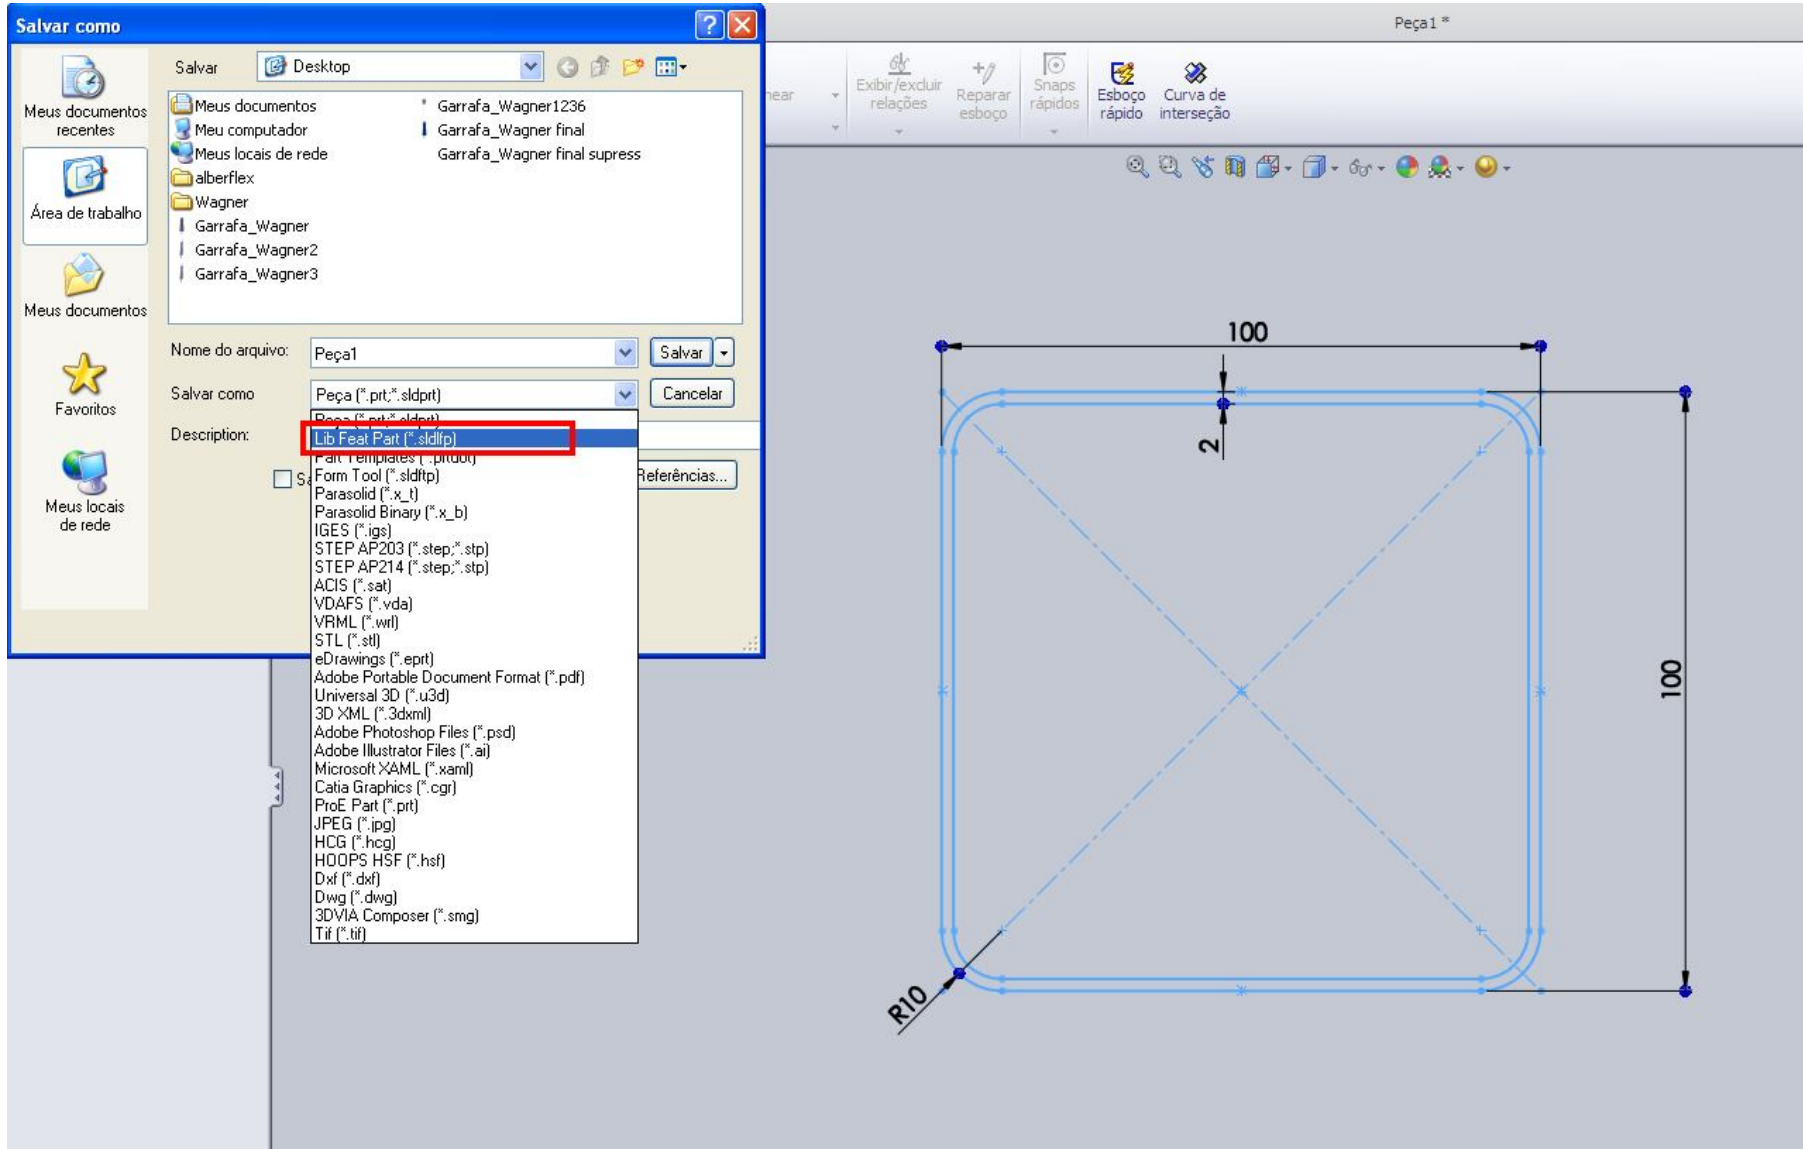 Salvar como
Peça1 *
Salvar
Desktop
Meus documentos
recentes
Área de trabalho
Meus documentos
Favoritos
Meus locais
de rede
Meus documentos
Meu computador
Meus locais de rede
alberflex
Wagner
Garrafa_Wagner
Garrafa_Wagner2
Garrafa_Wagner3
Garrafa_Wagner1236
Garrafa_Wagner final
Garrafa_Wagner final supress
Nome do arquivo:
Peça1
Salvar
Salvar como
Peça (*.prt;*.sldprt)
Cancelar
Description:
Referências...
Peça (*.prt;*.sldprt)
Lib Feat Part (*.sldlfp)
Part Templates (*.prtdot)
Form Tool (*.sldftp)
Parasolid (*.x_t)
Parasolid Binary (*.x_b)
IGES (*.igs)
STEP AP203 (*.step;*.stp)
STEP AP214 (*.step;*.stp)
ACIS (*.sat)
VDAFS (*.vda)
VRML (*.wrl)
STL (*.stl)
eDrawings (*.eprt)
Adobe Portable Document Format (*.pdf)
Universal 3D (*.u3d)
3D XML (*.3dxml)
Adobe Photoshop Files (*.psd)
Adobe Illustrator Files (*.ai)
Microsoft XAML (*.xaml)
Catia Graphics (*.cgr)
ProE Part (*.prt)
JPEG (*.jpg)
HCG (*.hcg)
HOOPS HSF (*.hsf)
Dxf (*.dxf)
Dwg (*.dwg)
3DVIA Composer (*.smg)
Tif (*.tif)
near
Exibir/excluir
relações
Reparar
esboço
Snaps
rápidos
Esboço
rápido
Curva de
interseção
100
2
100
R10